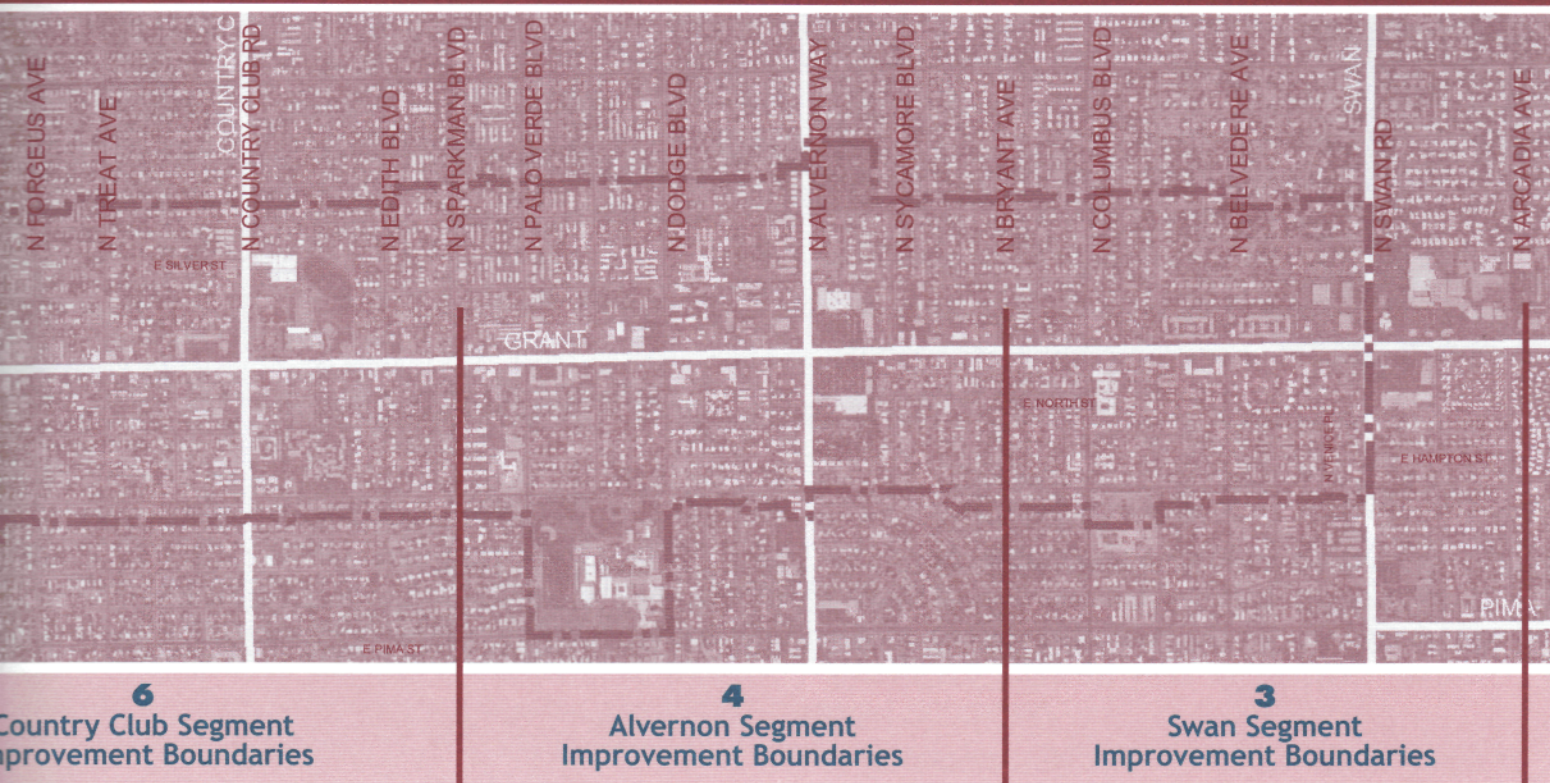 N FORGEUS AVE
N TREAT AVE
COUNTRY C
N COUNTRY CLUB RD
N EDITH BLVD
N SPARKMAN BLVD
N PALO VERDE BLVD
N DODGE BLVD
N ALVERNON WAY
N SYCAMORE BLVD
N BRYANT AVE
N COLUMBUS BLVD
N BELVEDERE AVE
SWAN
N SWAN RD
N ARCADIA AVE
E SILVER ST
GRANT
E NORTH ST
N VENICE PL
E HAMPTON ST
PIMA
E PIMA ST
6
Country Club Segment
mprovement Boundaries
4
Alvernon Segment
Improvement Boundaries
3
Swan Segment
Improvement Boundaries